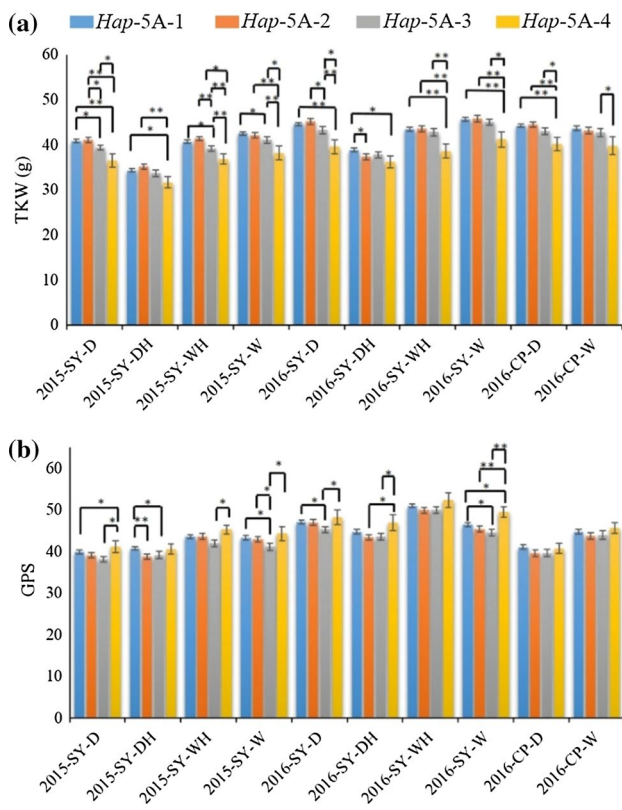 (a) Hap-5A-1 Hap-5A-2 Hap-5A-3 Hap-5A-4
60
50
40
30
20
10
0
TKW (g)
* ** * ** ** *
** *
* ** ** ** *
** ** * *
* ** * **
* *
** ** **
* ** **
* ** **
*
2015-SY-D 2015-SY-DH 2015-SY-WH 2015-SY-W 2016-SY-D 2016-SY-DH 2016-SY-WH 2016-SY-W 2016-CP-D 2016-CP-W
(b)
60
50
40
30
20
10
0
GPS
* *
* **
*
* * *
* *
* *
** ** * *
2015-SY-D 2015-SY-DH 2015-SY-WH 2015-SY-W 2016-SY-D 2016-SY-DH 2016-SY-WH 2016-SY-W 2016-CP-D 2016-CP-W